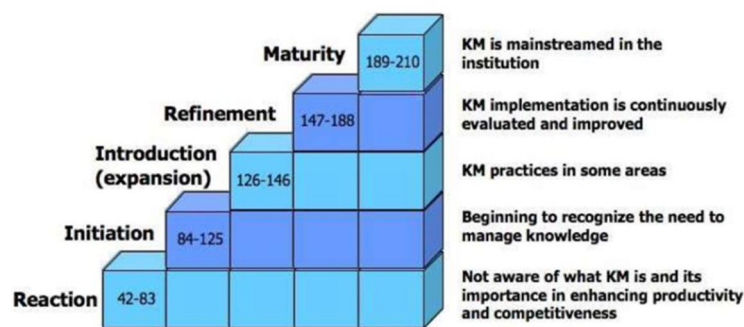 Maturity
189-210
KM is mainstreamed in the
institution
Refinement
147-188
KM implementation is continuously
evaluated and improved
Introduction
(expansion)
126-146
KM practices in some areas
Initiation
84-125
Beginning to recognize the need to
manage knowledge
Reaction
42-83
Not aware of what KM is and its
importance in enhancing productivity
and competitiveness